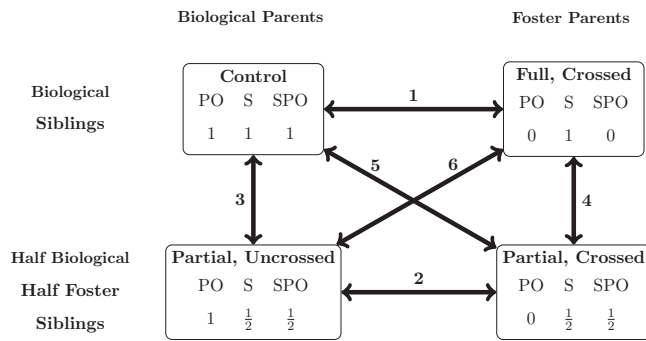 Biological Parents Foster Parents
Control Full, Crossed
Biological
Siblings
PO S SPO PO S SPO
1 1 1 0 1 0
1
5 6
3 4
2
Half Biological
Half Foster
Siblings
Partial, Uncrossed Partial, Crossed
PO S SPO PO S SPO
1 1/2 1/2 0 1/2 1/2